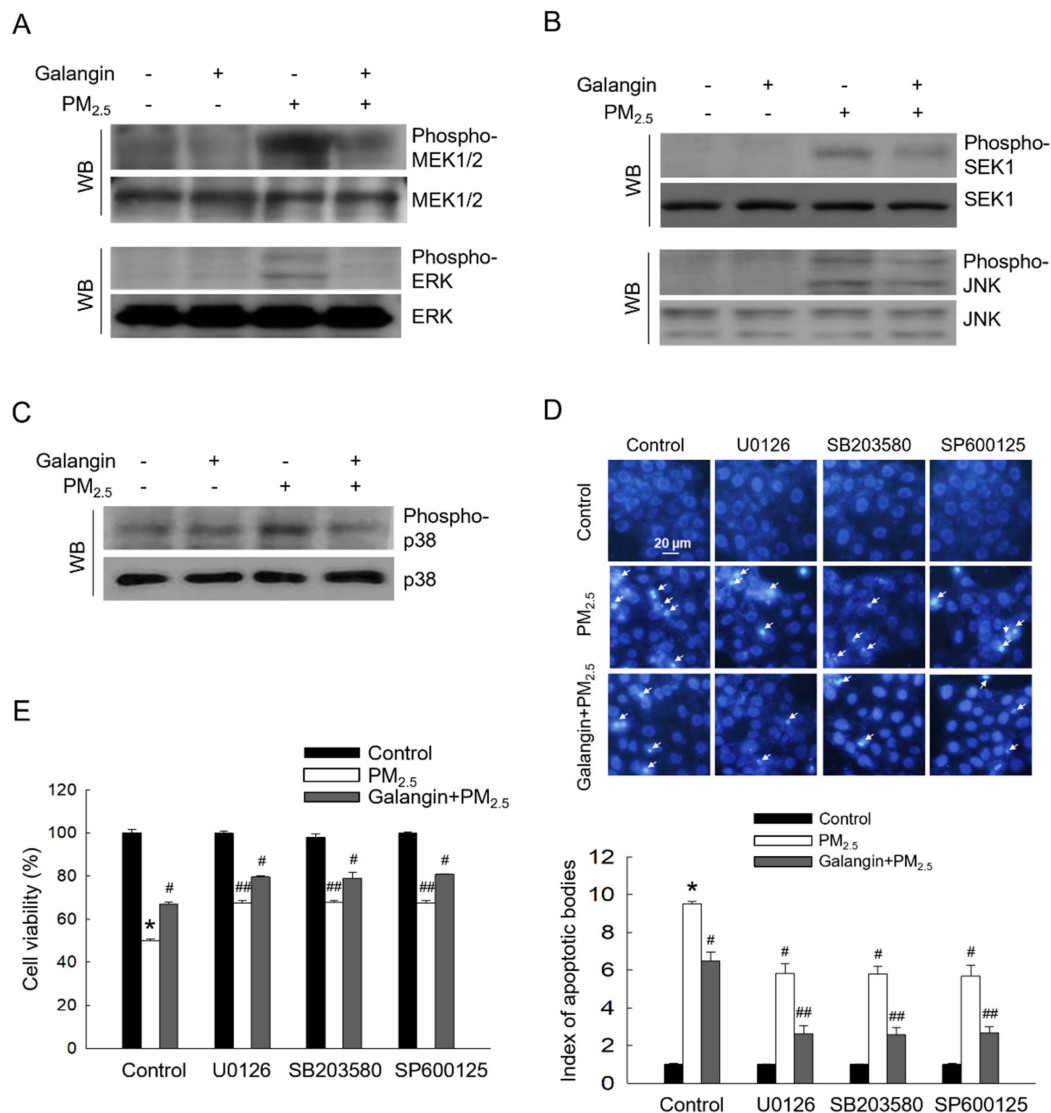 A
Galangin - + - +
PM2.5 - - + +
WB
Phospho-
MEK1/2
MEK1/2
WB
Phospho-
ERK
ERK
B
Galangin - + - +
PM2.5 - - + +
WB
Phospho-
SEK1
SEK1
WB
Phospho-
JNK
JNK
C
Galangin - + - +
PM2.5 - - + +
WB
Phospho-
p38
p38
D
Control U0126 SB203580 SP600125
Control
20 µm
PM2.5
Galangin+PM2.5
Control
PM2.5
Galangin+PM2.5
Index of apoptotic bodies
12
10
8
6
4
2
0
*
#
#
##
#
##
#
##
Control U0126 SB203580 SP600125
E
Control
PM2.5
Galangin+PM2.5
Cell viability (%)
120
100
80
60
40
20
0
*
#
##
#
##
#
##
#
Control U0126 SB203580 SP600125